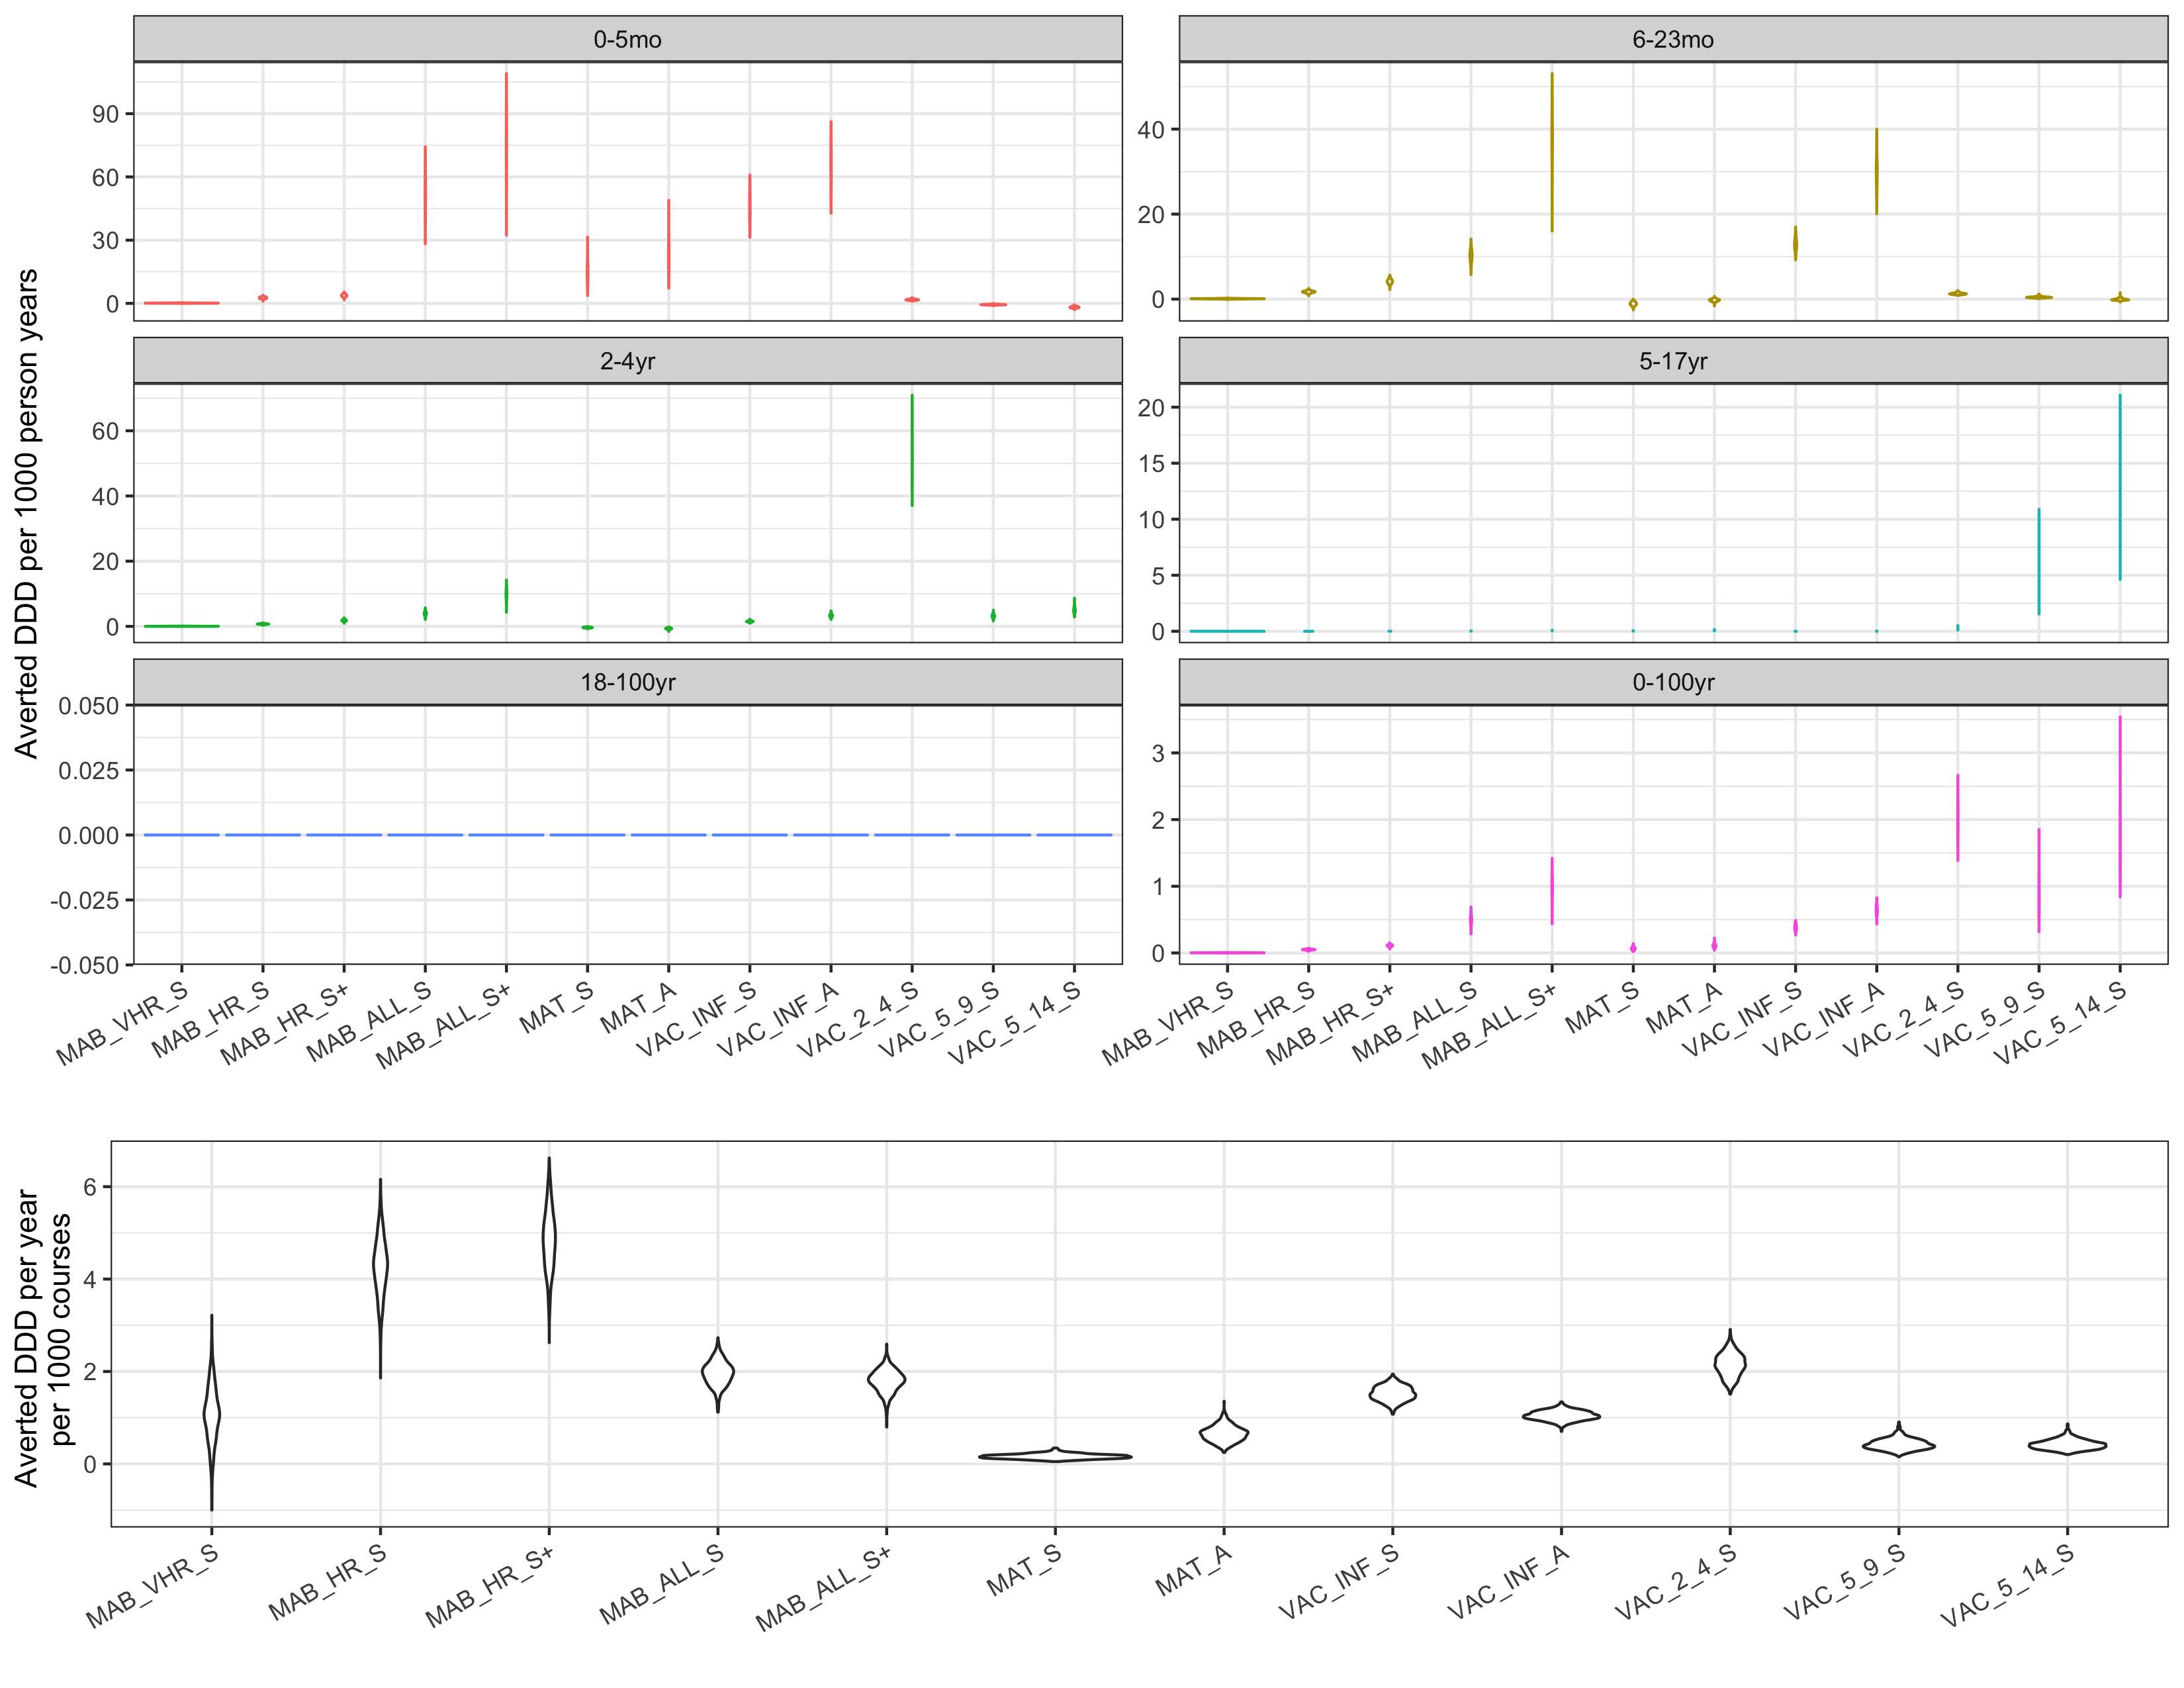 0-5mo
6-23mo
90
60
30
0
40
20
0
2-4yr
5-17yr
60
40
20
0
20
15
10
5
0
18-100yr
0-100yr
0.050
0.025
0.000
-0.025
-0.050
3
2
1
0
Averted DDD per 1000 person years
MAB_VHR_S
MAB_HR_S
MAB_HR_S+
MAB_ALL_S
MAB_ALL_S+
MAT_S
MAT_A
VAC_INF_S
VAC_INF_A
VAC_2_4_S
VAC_5_9_S
VAC_5_14_S
MAB_VHR_S
MAB_HR_S
MAB_HR_S+
MAB_ALL_S
MAB_ALL_S+
MAT_S
MAT_A
VAC_INF_S
VAC_INF_A
VAC_2_4_S
VAC_5_9_S
VAC_5_14_S
Averted DDD per year
per 1000 courses
6
4
2
0
MAB_VHR_S
MAB_HR_S
MAB_HR_S+
MAB_ALL_S
MAB_ALL_S+
MAT_S
MAT_A
VAC_INF_S
VAC_INF_A
VAC_2_4_S
VAC_5_9_S
VAC_5_14_S